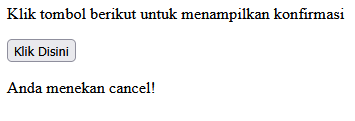 Klik tombol berikut untuk menampilkan konfirmasi
Klik Disini
Anda menekan cancel!